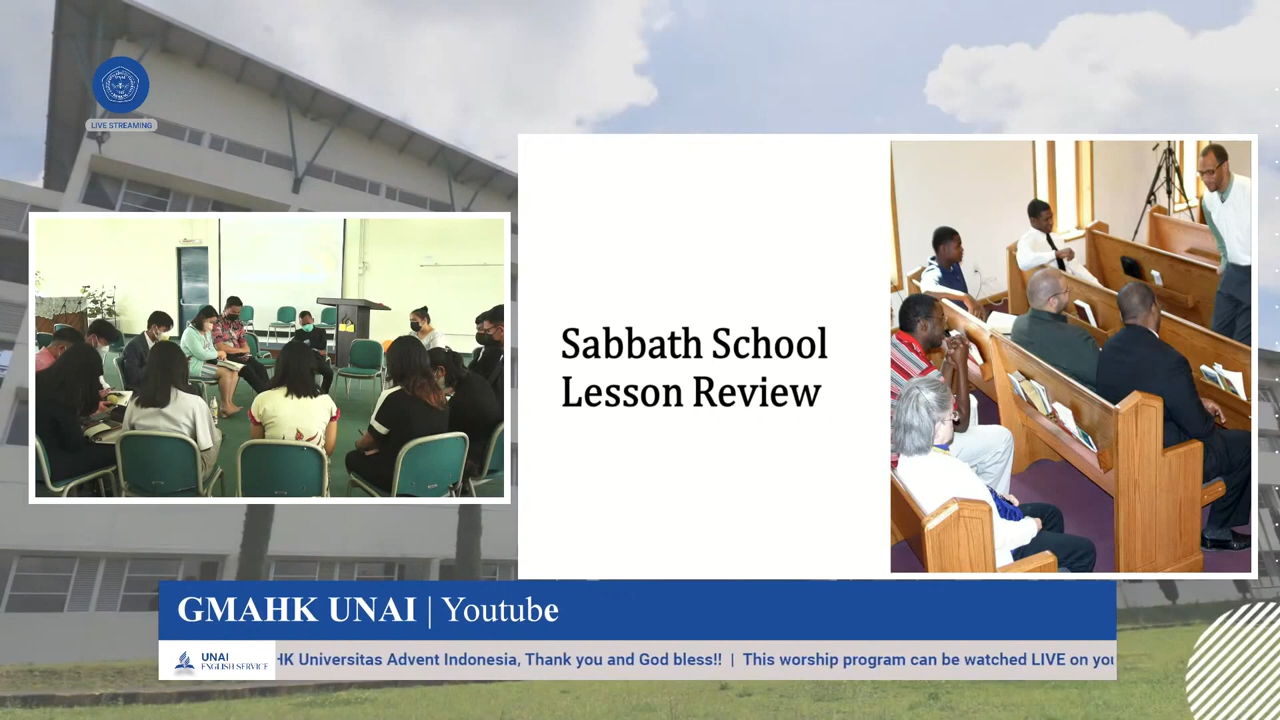 LIVE STREAMING
Sabbath School
Lesson Review
GMAHK UNAI | Youtube
UNAI
ENGLISH SERVICE
HK Universitas Advent Indonesia, Thank you and God bless!! | This worship program can be watched LIVE on you